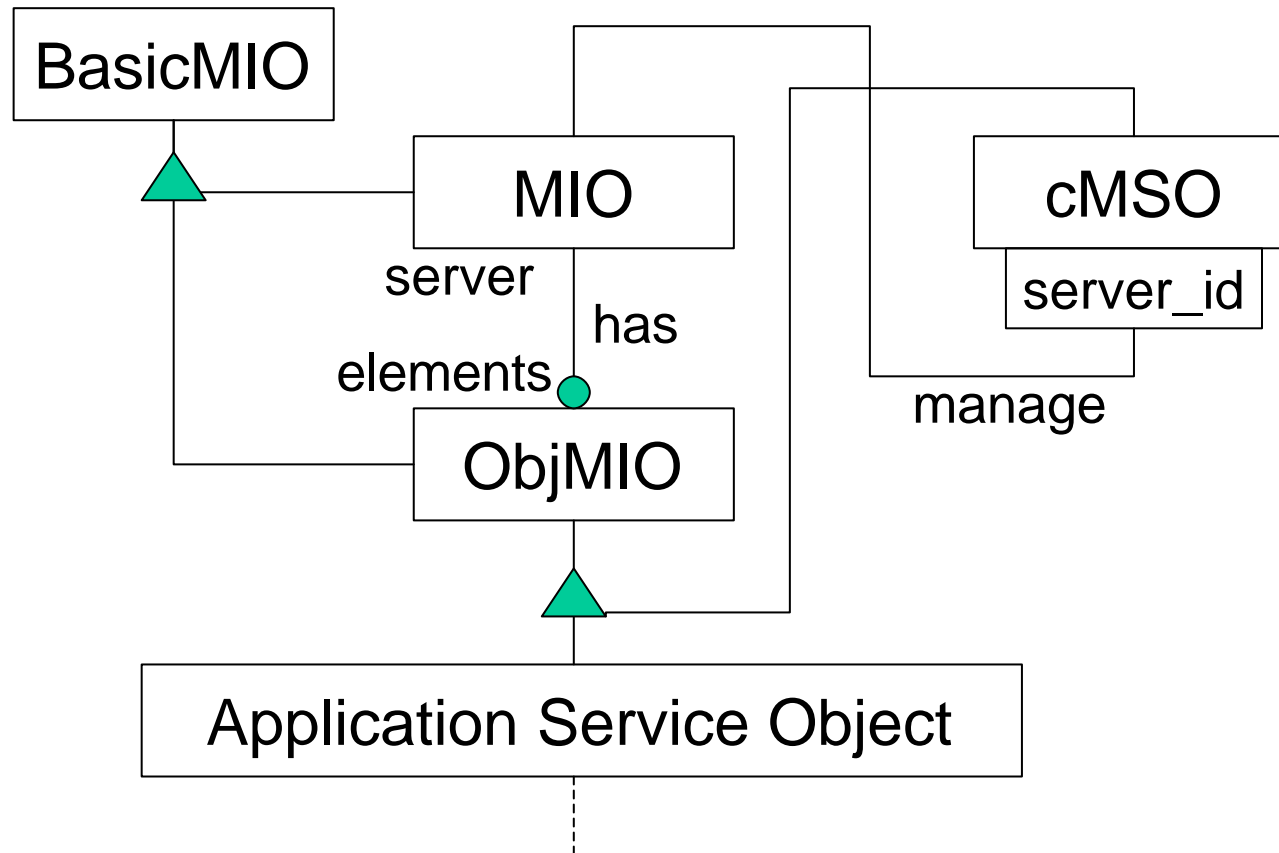 BasicMIO
MIO
cMSO
server
server_id
has
elements
manage
ObjMIO
Application Service Object